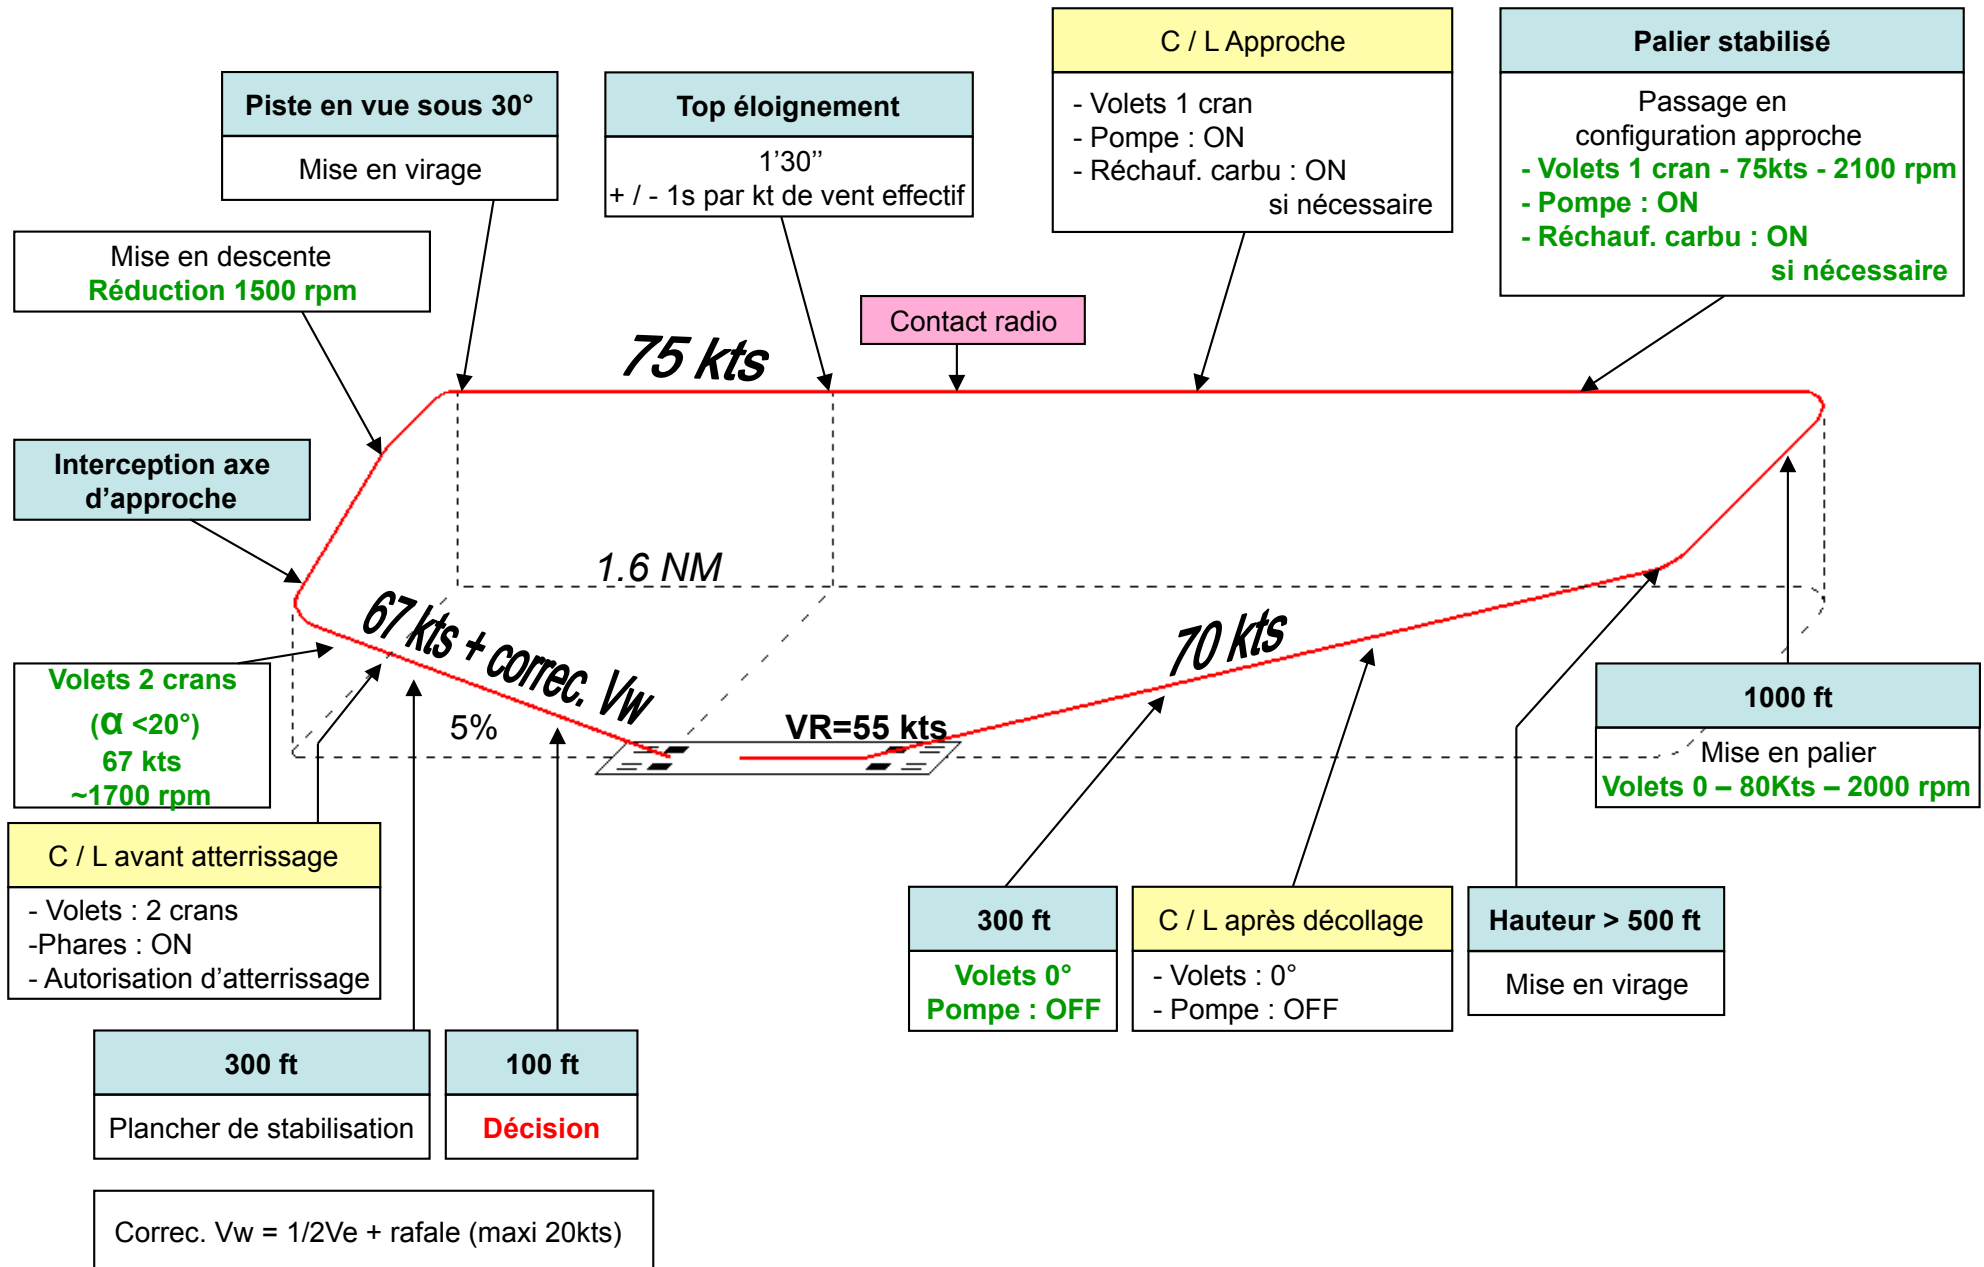 C / L Approche
- Volets 1 cran
- Pompe : ON
- Réchauf. carbu : ON
si nécessaire
Palier stabilisé
Passage en
configuration approche
- Volets 1 cran - 75kts - 2100 rpm
- Pompe : ON
- Réchauf. carbu : ON
si nécessaire
Piste en vue sous 30°
Mise en virage
Top éloignement
1’30’’
+ / - 1s par kt de vent effectif
Mise en descente
Réduction 1500 rpm
Contact radio
75 kts
Interception axe
d’approche
1.6 NM
67 kts + correc. Vw
70 kts
Volets 2 crans
(α <20°)
67 kts
~1700 rpm
5%
VR=55 kts
1000 ft
Mise en palier
Volets 0 – 80Kts – 2000 rpm
C / L avant atterrissage
- Volets : 2 crans
-Phares : ON
- Autorisation d’atterrissage
300 ft
Volets 0°
Pompe : OFF
C / L après décollage
- Volets : 0°
- Pompe : OFF
Hauteur > 500 ft
Mise en virage
300 ft
Plancher de stabilisation
100 ft
Décision
Correc. Vw = 1/2Ve + rafale (maxi 20kts)